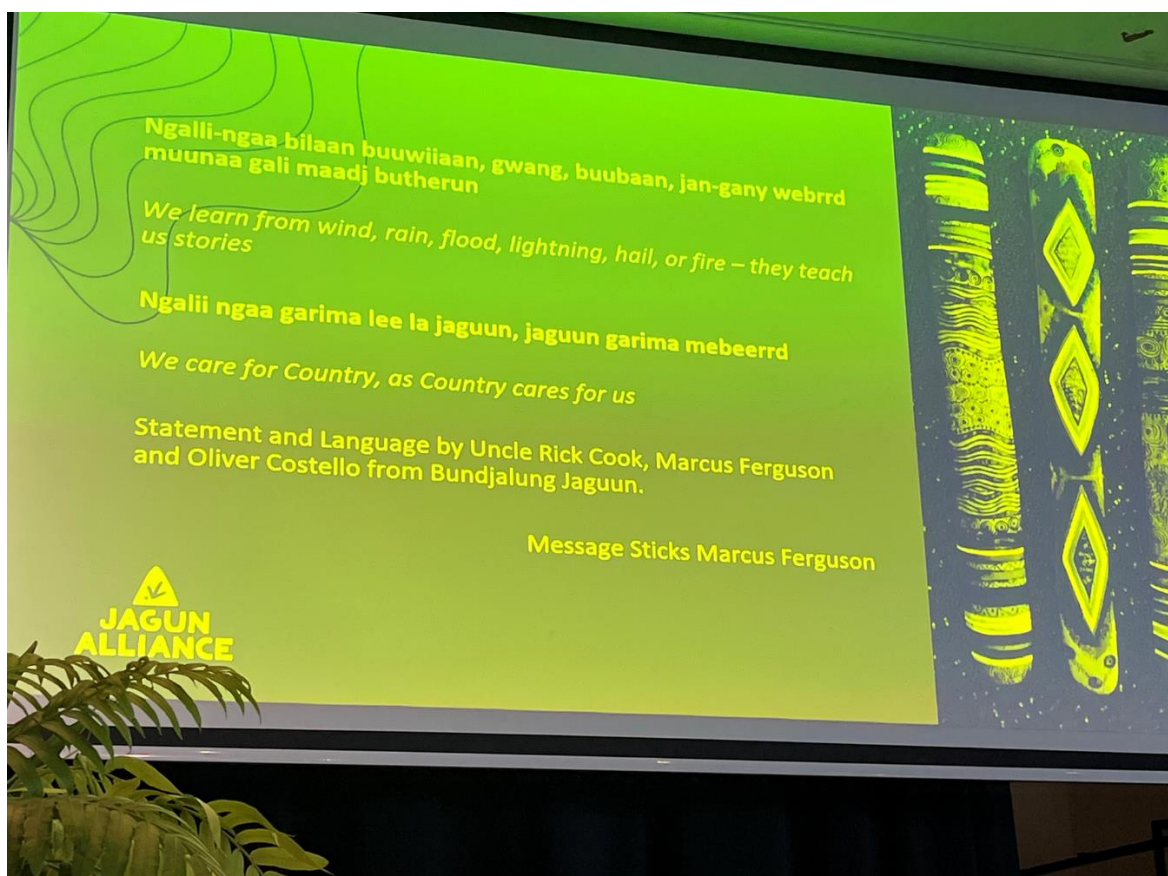 Ngalli-ngaa bilaan buuwiiaan, gwang, buubaan, jan-gany webrrd
muunaa gali maadj butherun
We learn from wind, rain, flood, lightning, hail, or fire – they teach
us stories
Ngalii ngaa garima lee la jaguun, jaguun garima mebeerrd
We care for Country, as Country cares for us
Statement and Language by Uncle Rick Cook, Marcus Ferguson
and Oliver Costello from Bundjalung Jaguun.
Message Sticks Marcus Ferguson
JAGUN
ALLIANCE